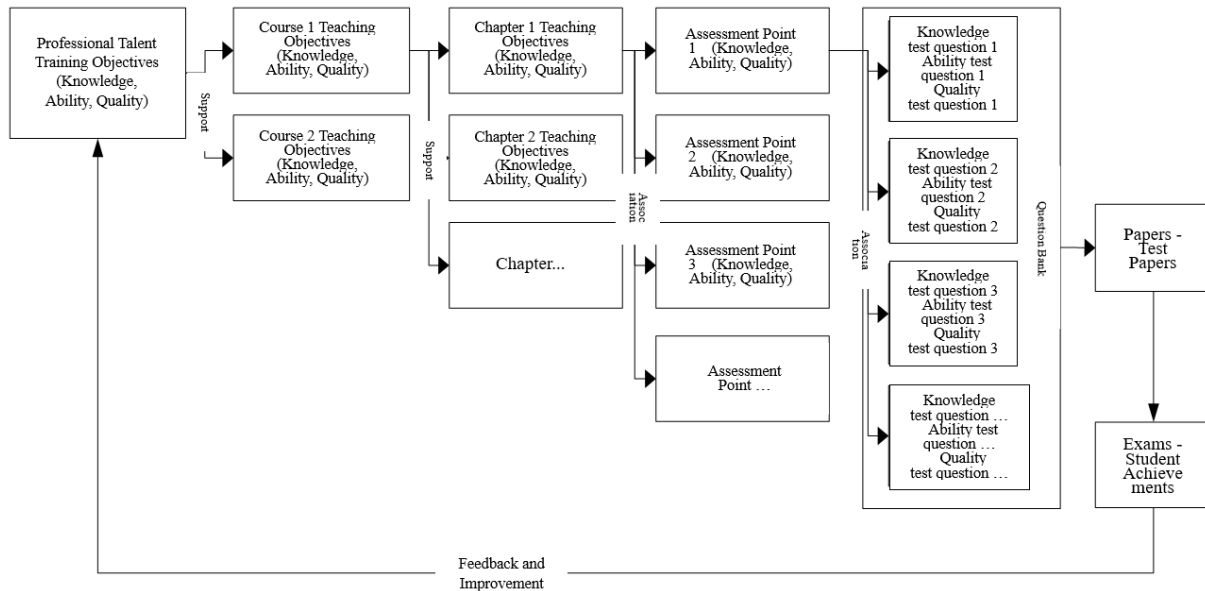 Professional Talent
Training Objectives
(Knowledge,
Ability, Quality)
Support
Course 1 Teaching
Objectives
(Knowledge,
Ability, Quality)
Course 2 Teaching
Objectives
(Knowledge,
Ability, Quality)
Support
Chapter 1 Teaching
Objectives
(Knowledge,
Ability, Quality)
Chapter 2 Teaching
Objectives
(Knowledge,
Ability, Quality)
Chapter...
Assoc
iation
Assessment Point
1 (Knowledge,
Ability, Quality)
Assessment Point
2 (Knowledge,
Ability, Quality)
Assessment Point
3 (Knowledge,
Ability, Quality)
Assessment
Point …
Associa
tion
Knowledge
test question 1
Ability test
question 1
Quality
test question 1
Knowledge
test question 2
Ability test
question 2
Quality
test question 2
Knowledge
test question 3
Ability test
question 3
Quality
test question 3
Knowledge
test question …
Ability test
question …
Quality
test question …
Question Bank
Papers -
Test
Papers
Exams -
Student
Achieve
ments
Feedback and
Improvement